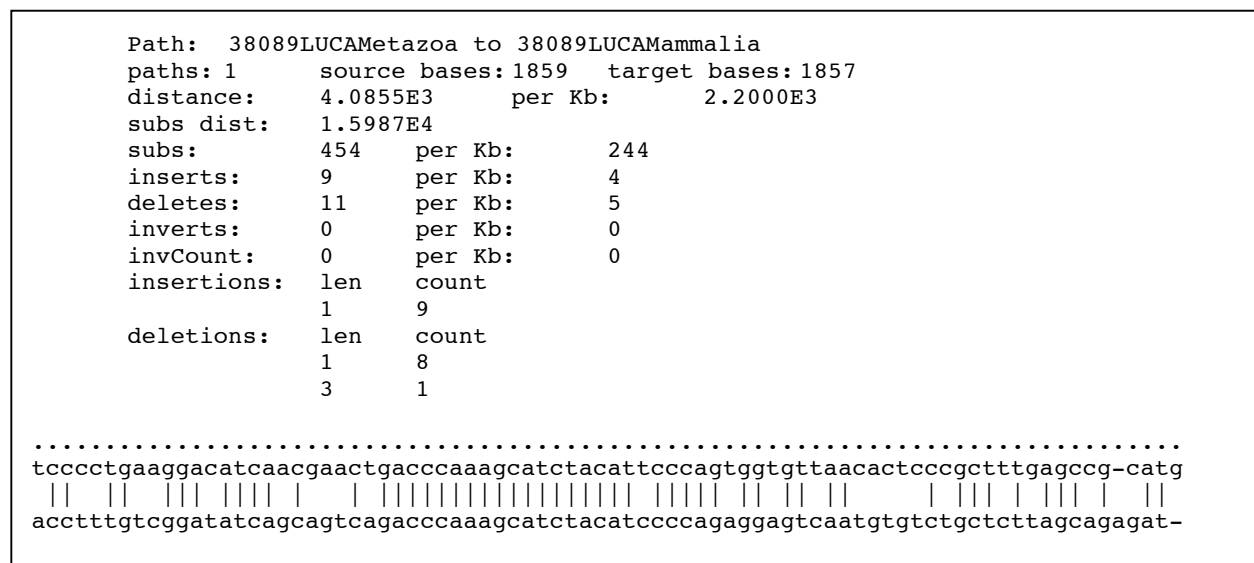 Path: 38089LUCAMetazoa to 38089LUCAMammalia
paths: 1 source bases: 1859 target bases: 1857
distance: 4.0855E3 per Kb: 2.2000E3
subs dist: 1.5987E4
subs: 454 per Kb: 244
inserts: 9 per Kb: 4
deletes: 11 per Kb: 5
inverts: 0 per Kb: 0
invCount: 0 per Kb: 0
insertions: len count
1 9
deletions: len count
1 8
3 1
................................................................................
tcccctgaaggacatcaacgaactgacccaaagcatctacattcccagtggtgttaacactcccgctttgagccg-catg
 ||  ||  ||| |||| |   | |||||||||||||||||| ||||| || || ||     | ||| | ||| |  ||
acctttgtcggatatcagcagtcagacccaaagcatctacatccccagaggagtcaatgtgtctgctcttagcagagat-